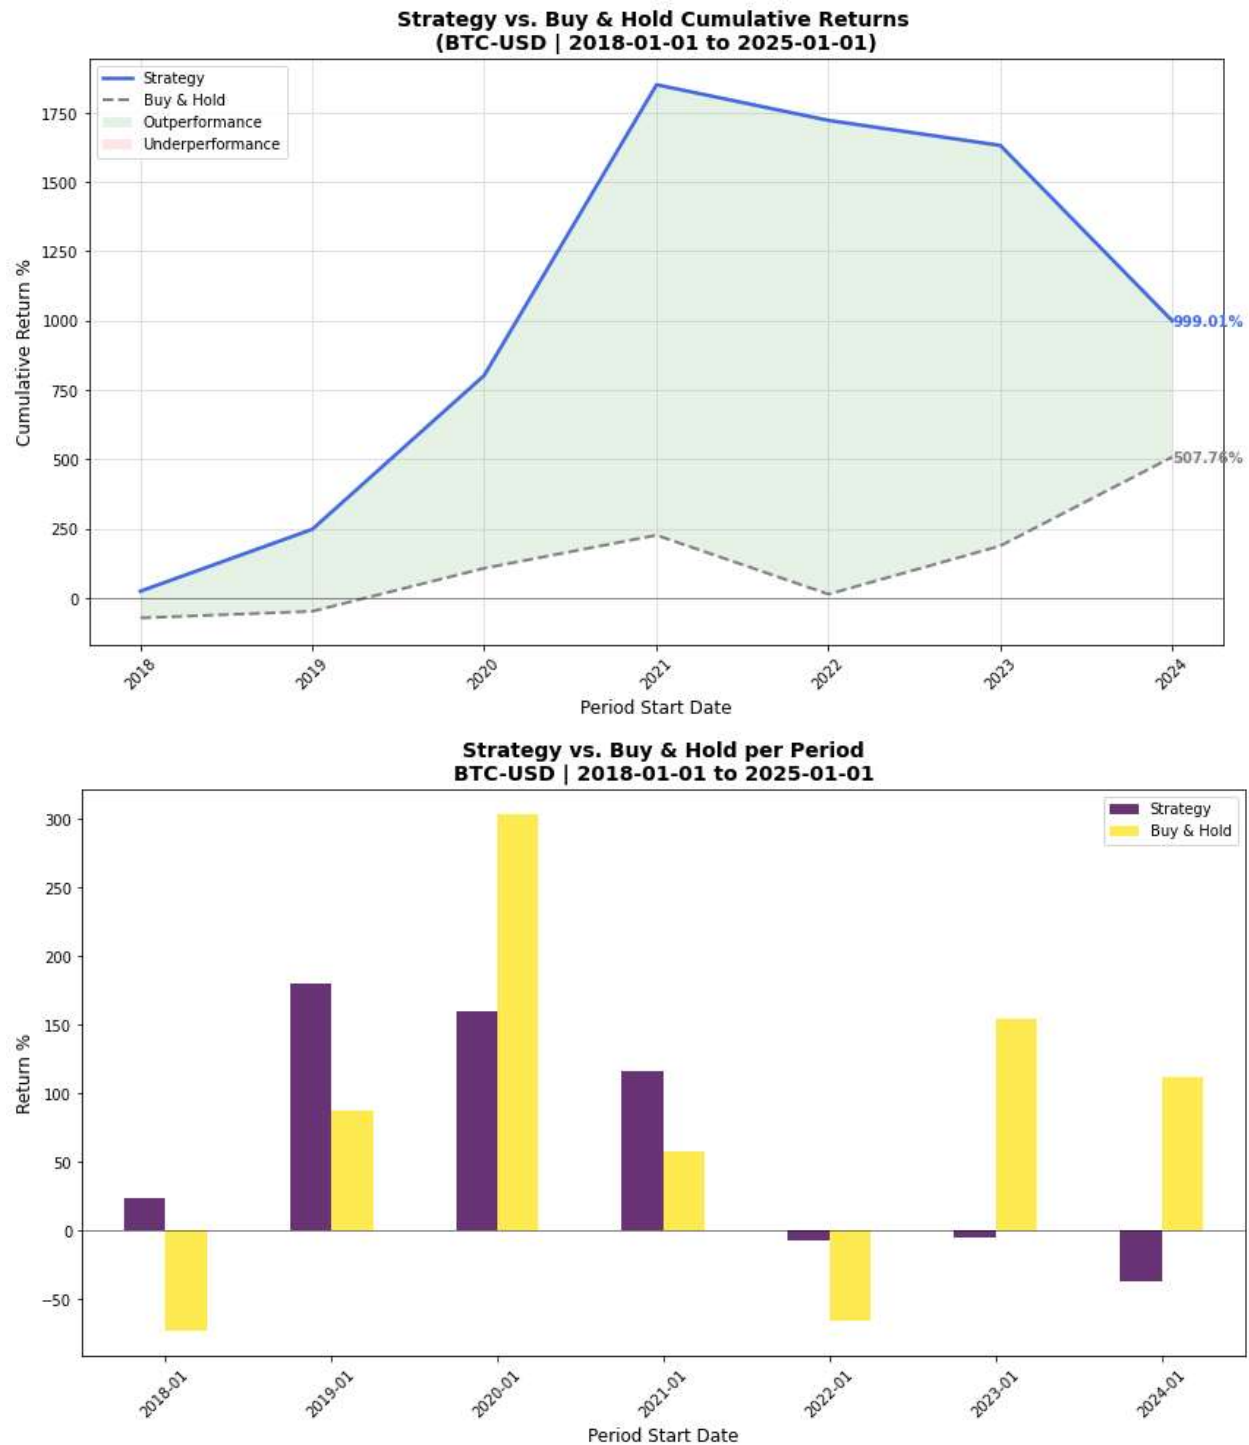 Strategy vs. Buy & Hold Cumulative Returns
(BTC-USD | 2018-01-01 to 2025-01-01)
Strategy
Buy & Hold
Outperformance
Underperformance
1750
1500
1250
1000
750
500
250
0
Cumulative Return %
999.01%
507.76%
2018
2019
2020
2021
2022
2023
2024
Period Start Date
Strategy vs. Buy & Hold per Period
BTC-USD | 2018-01-01 to 2025-01-01
Strategy
Buy & Hold
300
250
200
150
100
50
0
−50
Return %
2018-01
2019-01
2020-01
2021-01
2022-01
2023-01
2024-01
Period Start Date